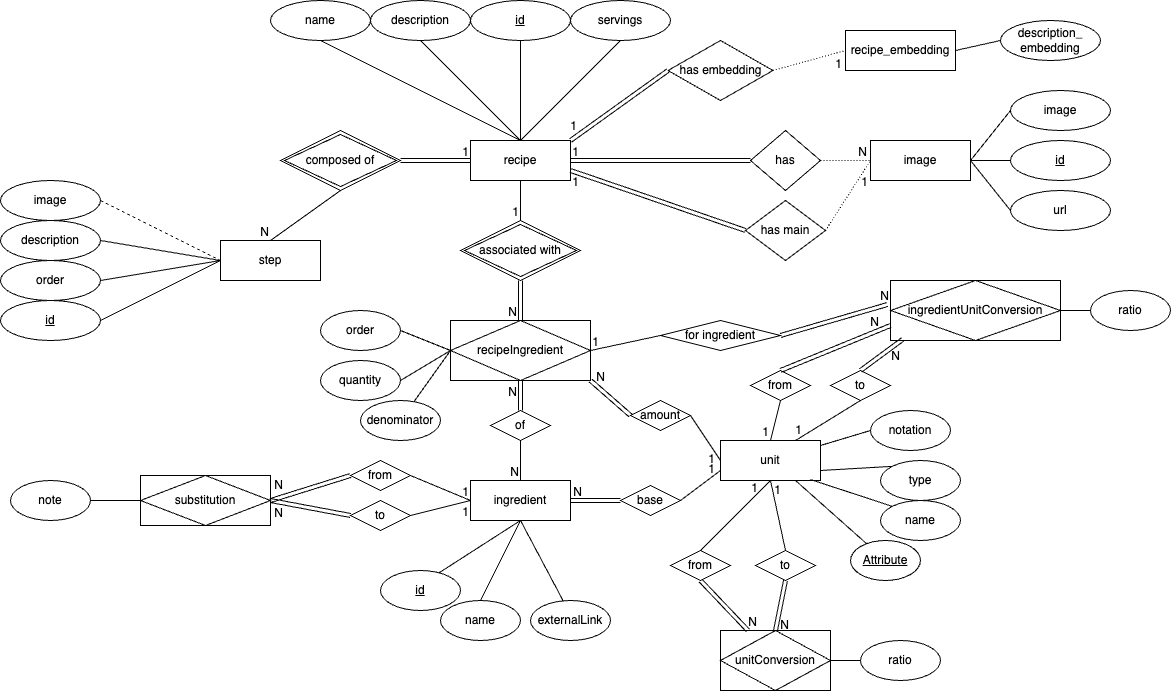 name
description
id
servings
has embedding
1
recipe_embedding
description_
embedding
1
composed of
1
recipe
1
1
has
N
image
1
has main
image
id
url
image
description
order
id
N
step
1
associated with
N
recipeIngredient
1
N
N
order
quantity
denominator
for ingredient
N
N
N
ingredientUnitConversion
ratio
from
to
1
1
amount
1
1
unit
1
1
notation
type
name
Attribute
of
N
ingredient
1
1
N
base
id
name
externalLink
note
substitution
N
N
from
to
from
to
N
N
unitConversion
ratio